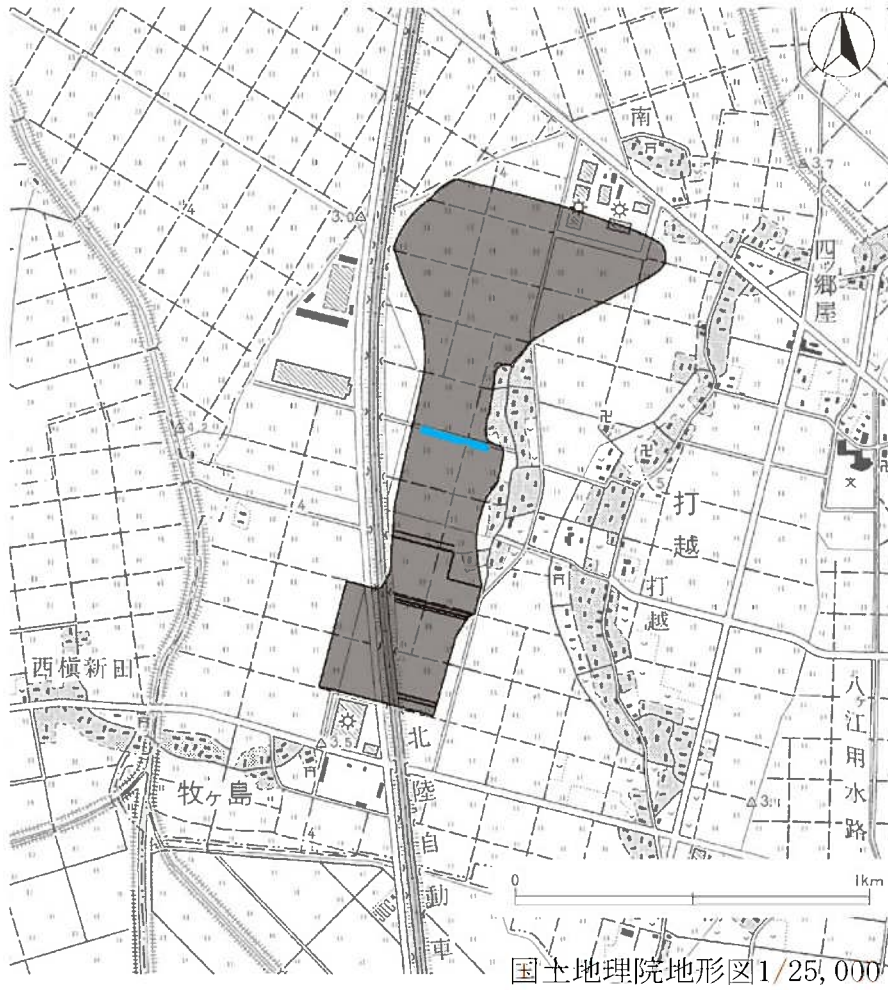 南
3.7
4
4
3.0
四ッ郷屋
4.2
4
5
文
打越
打越
西槇新田
八ヶ江用水路
3.5
牧ヶ島
4
北陸自動車
0 1km
国土地理院地形図1/25,000